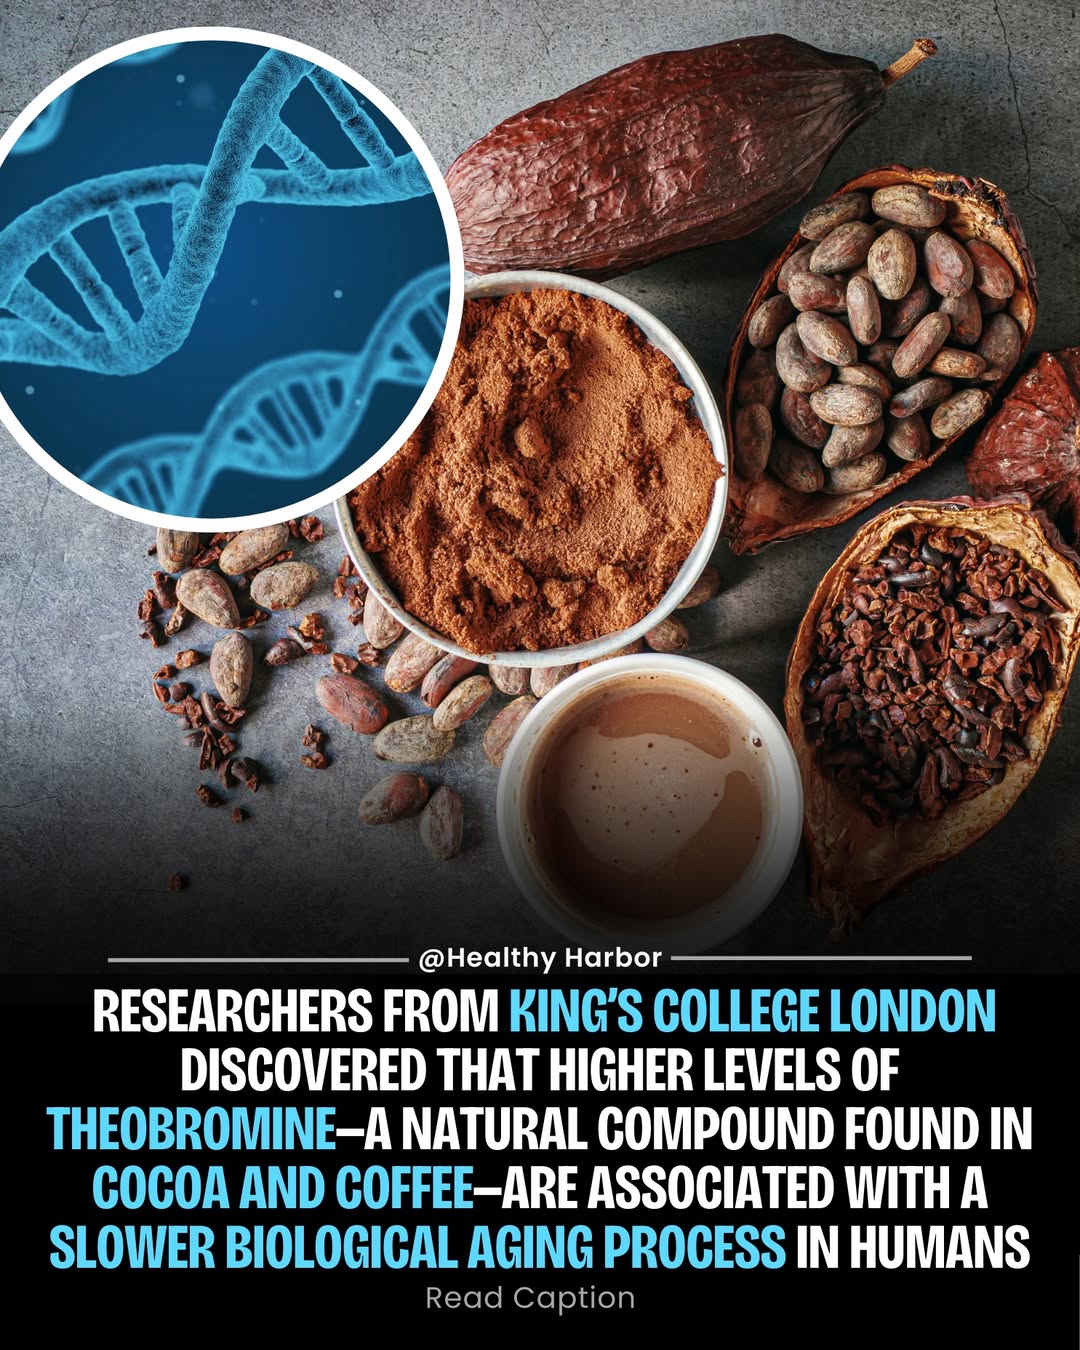 @Healthy Harbor
RESEARCHERS FROM KING'S COLLEGE LONDON
DISCOVERED THAT HIGHER LEVELS OF
THEOBROMINE—A NATURAL COMPOUND FOUND IN
COCOA AND COFFEE—ARE ASSOCIATED WITH A
SLOWER BIOLOGICAL AGING PROCESS IN HUMANS
Read Caption